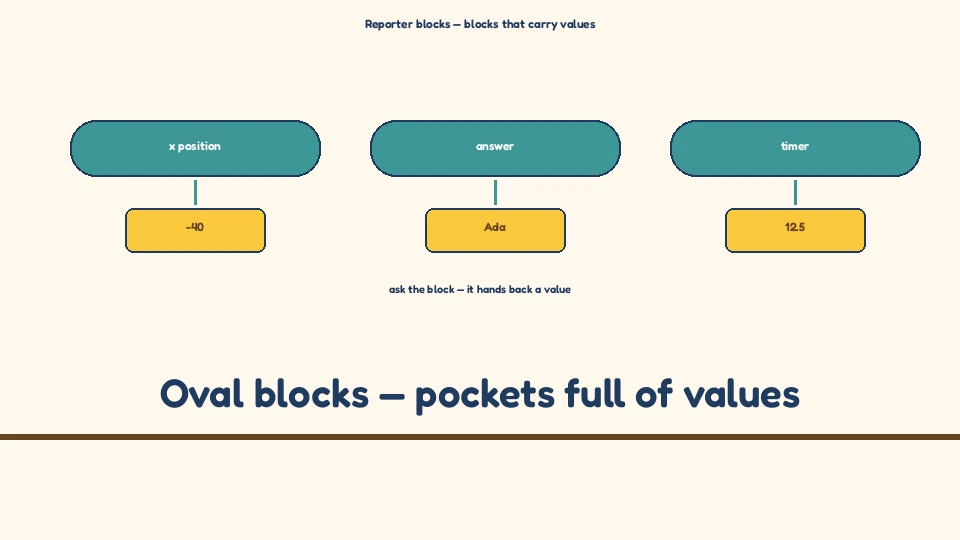 Reporter blocks — blocks that carry values
x position
answer
timer
-40
Ada
12.5
ask the block — it hands back a value
Oval blocks — pockets full of values